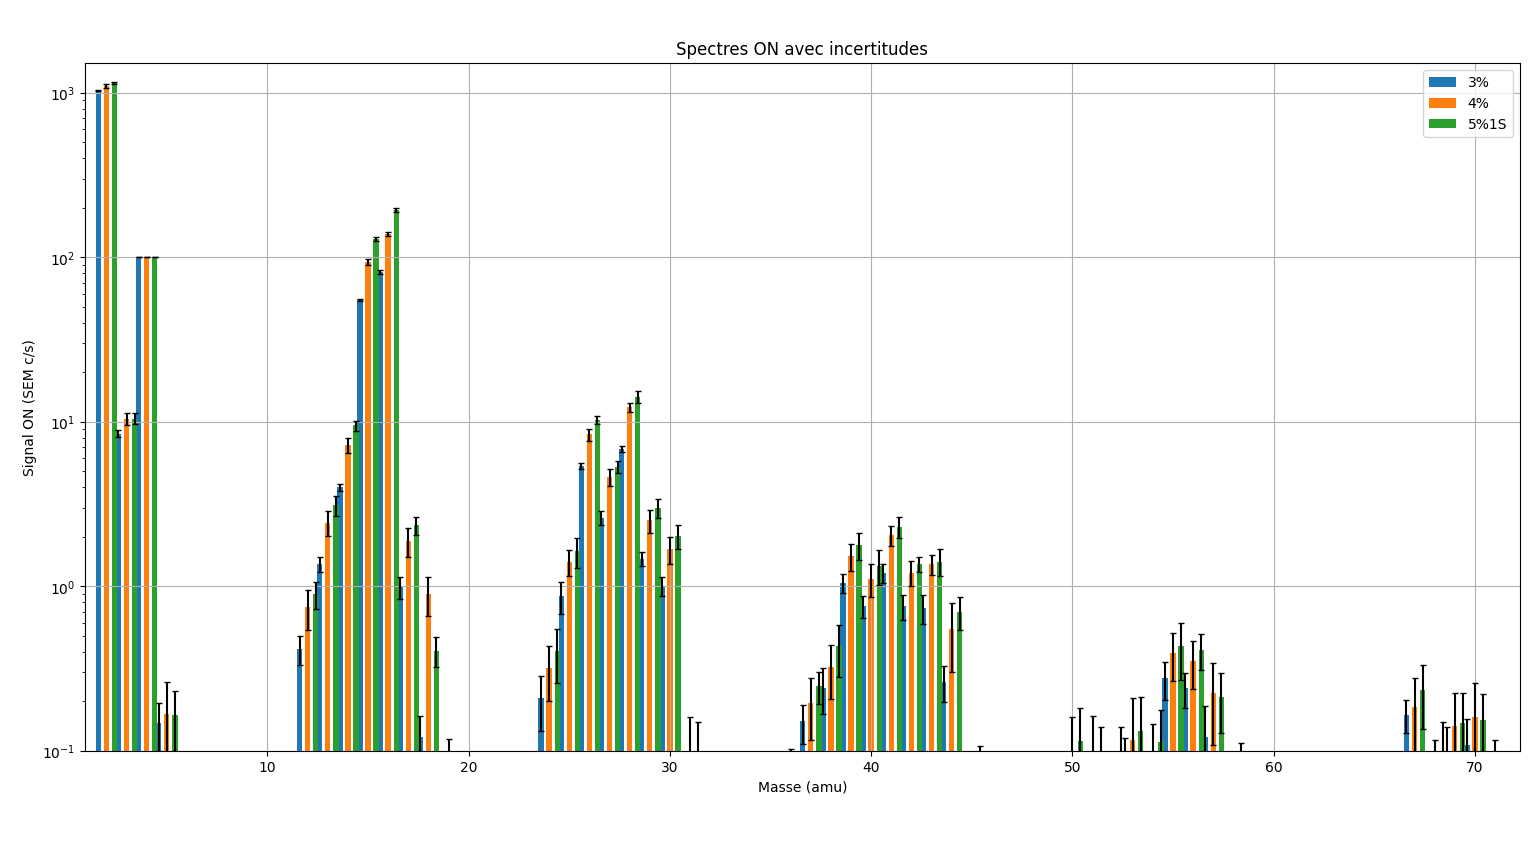 Spectres ON avec incertitudes
3%
4%
5%1S
Signal ON (SEM c/s)
10³
10²
10¹
10⁰
10⁻¹
10 20 30 40 50 60 70
Masse (amu)